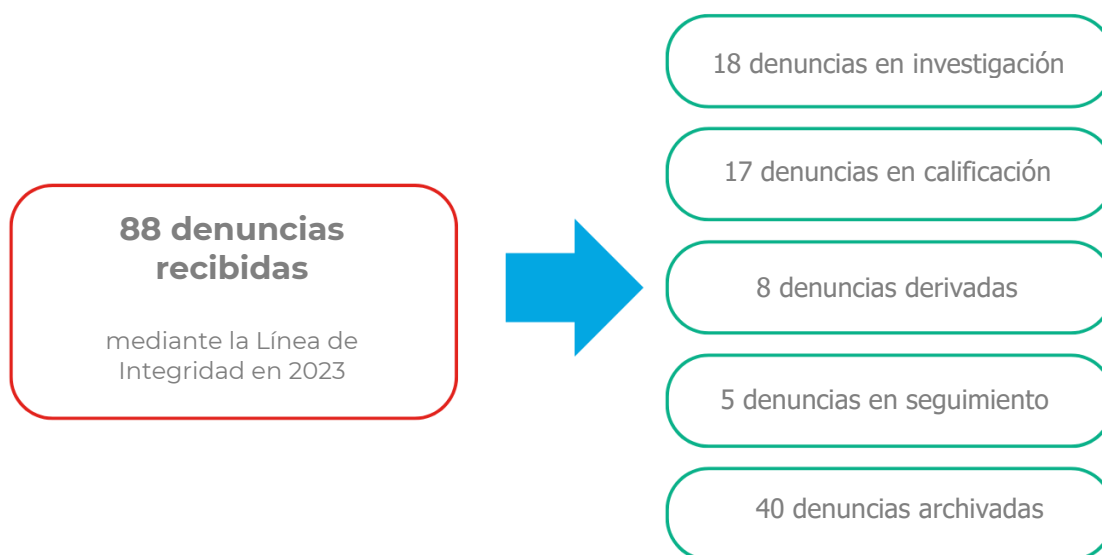 88 denuncias
recibidas
mediante la Línea de
Integridad en 2023
18 denuncias en investigación
17 denuncias en calificación
8 denuncias derivadas
5 denuncias en seguimiento
40 denuncias archivadas